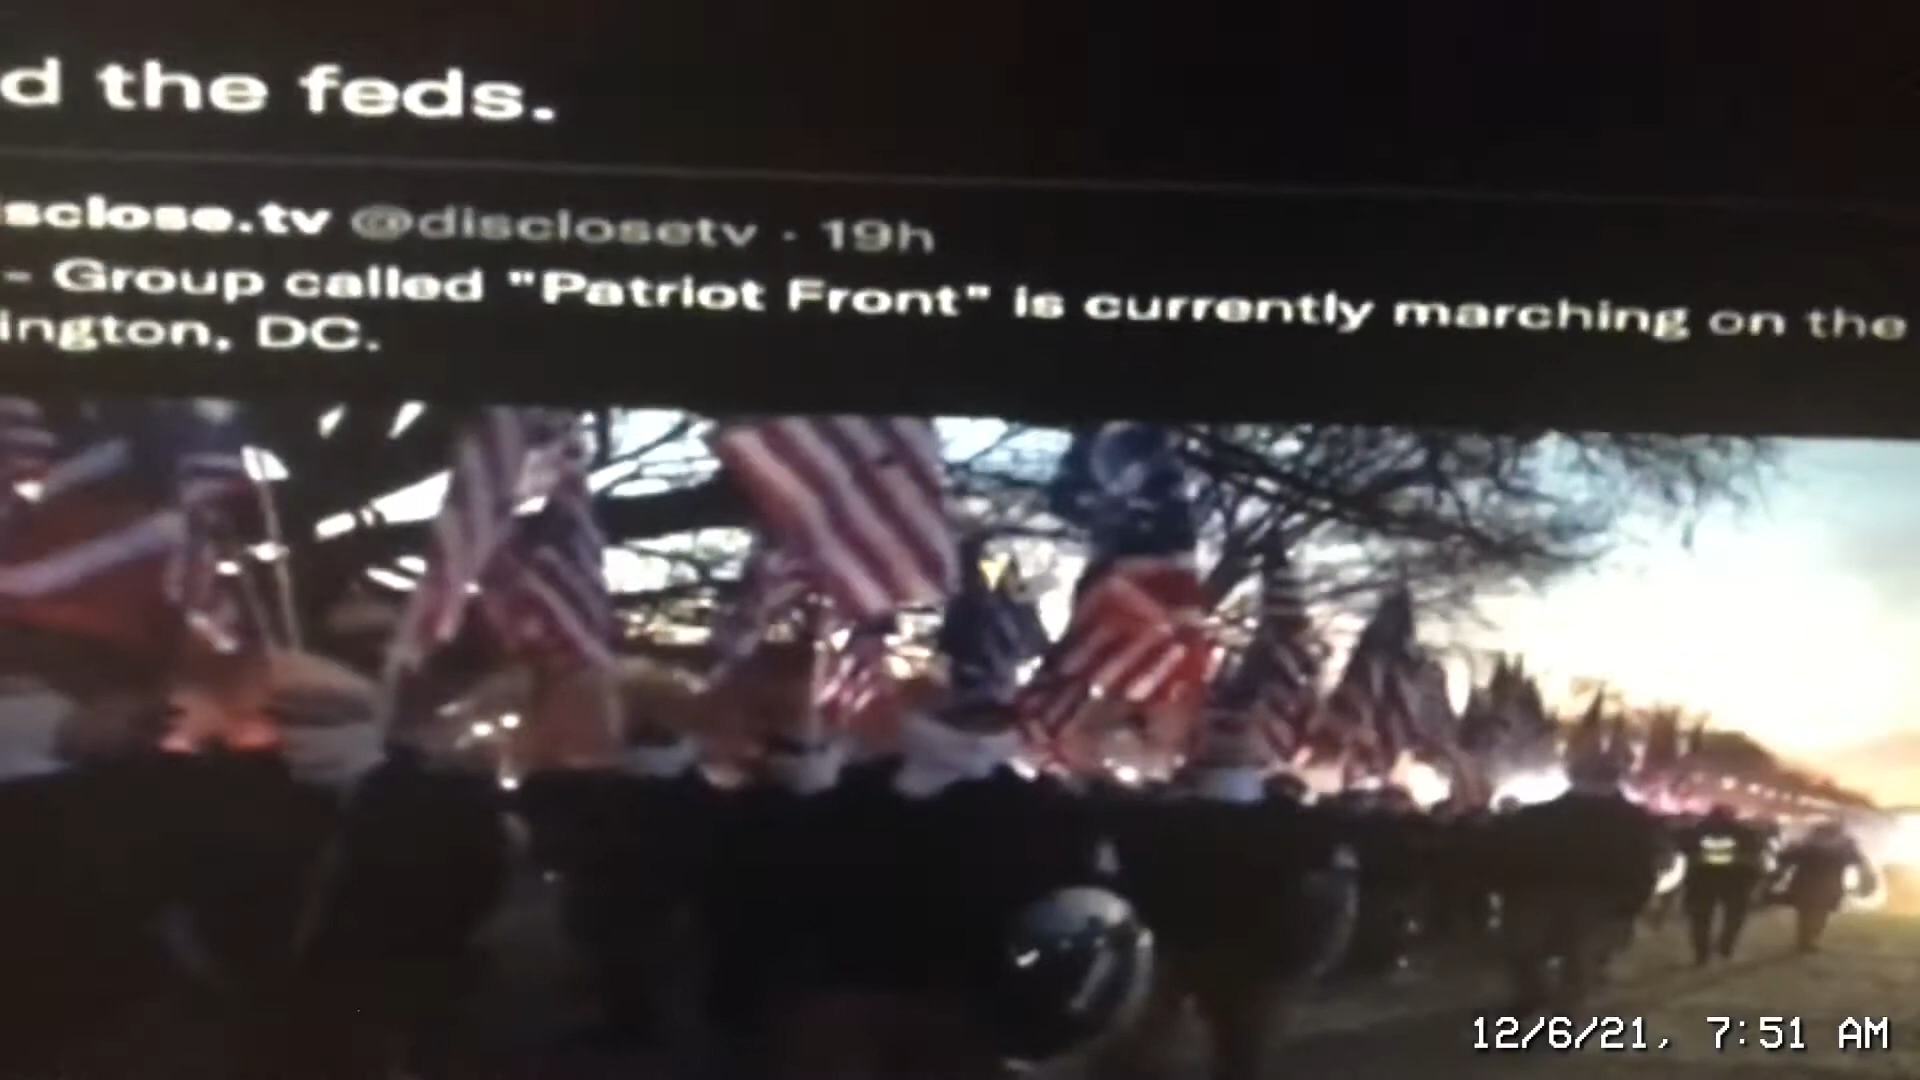 d the feds.
isclose.tv @disclosetv · 19h
- Group called "Patriot Front" is currently marching on the
ington, DC.
12/6/21, 7:51 AM